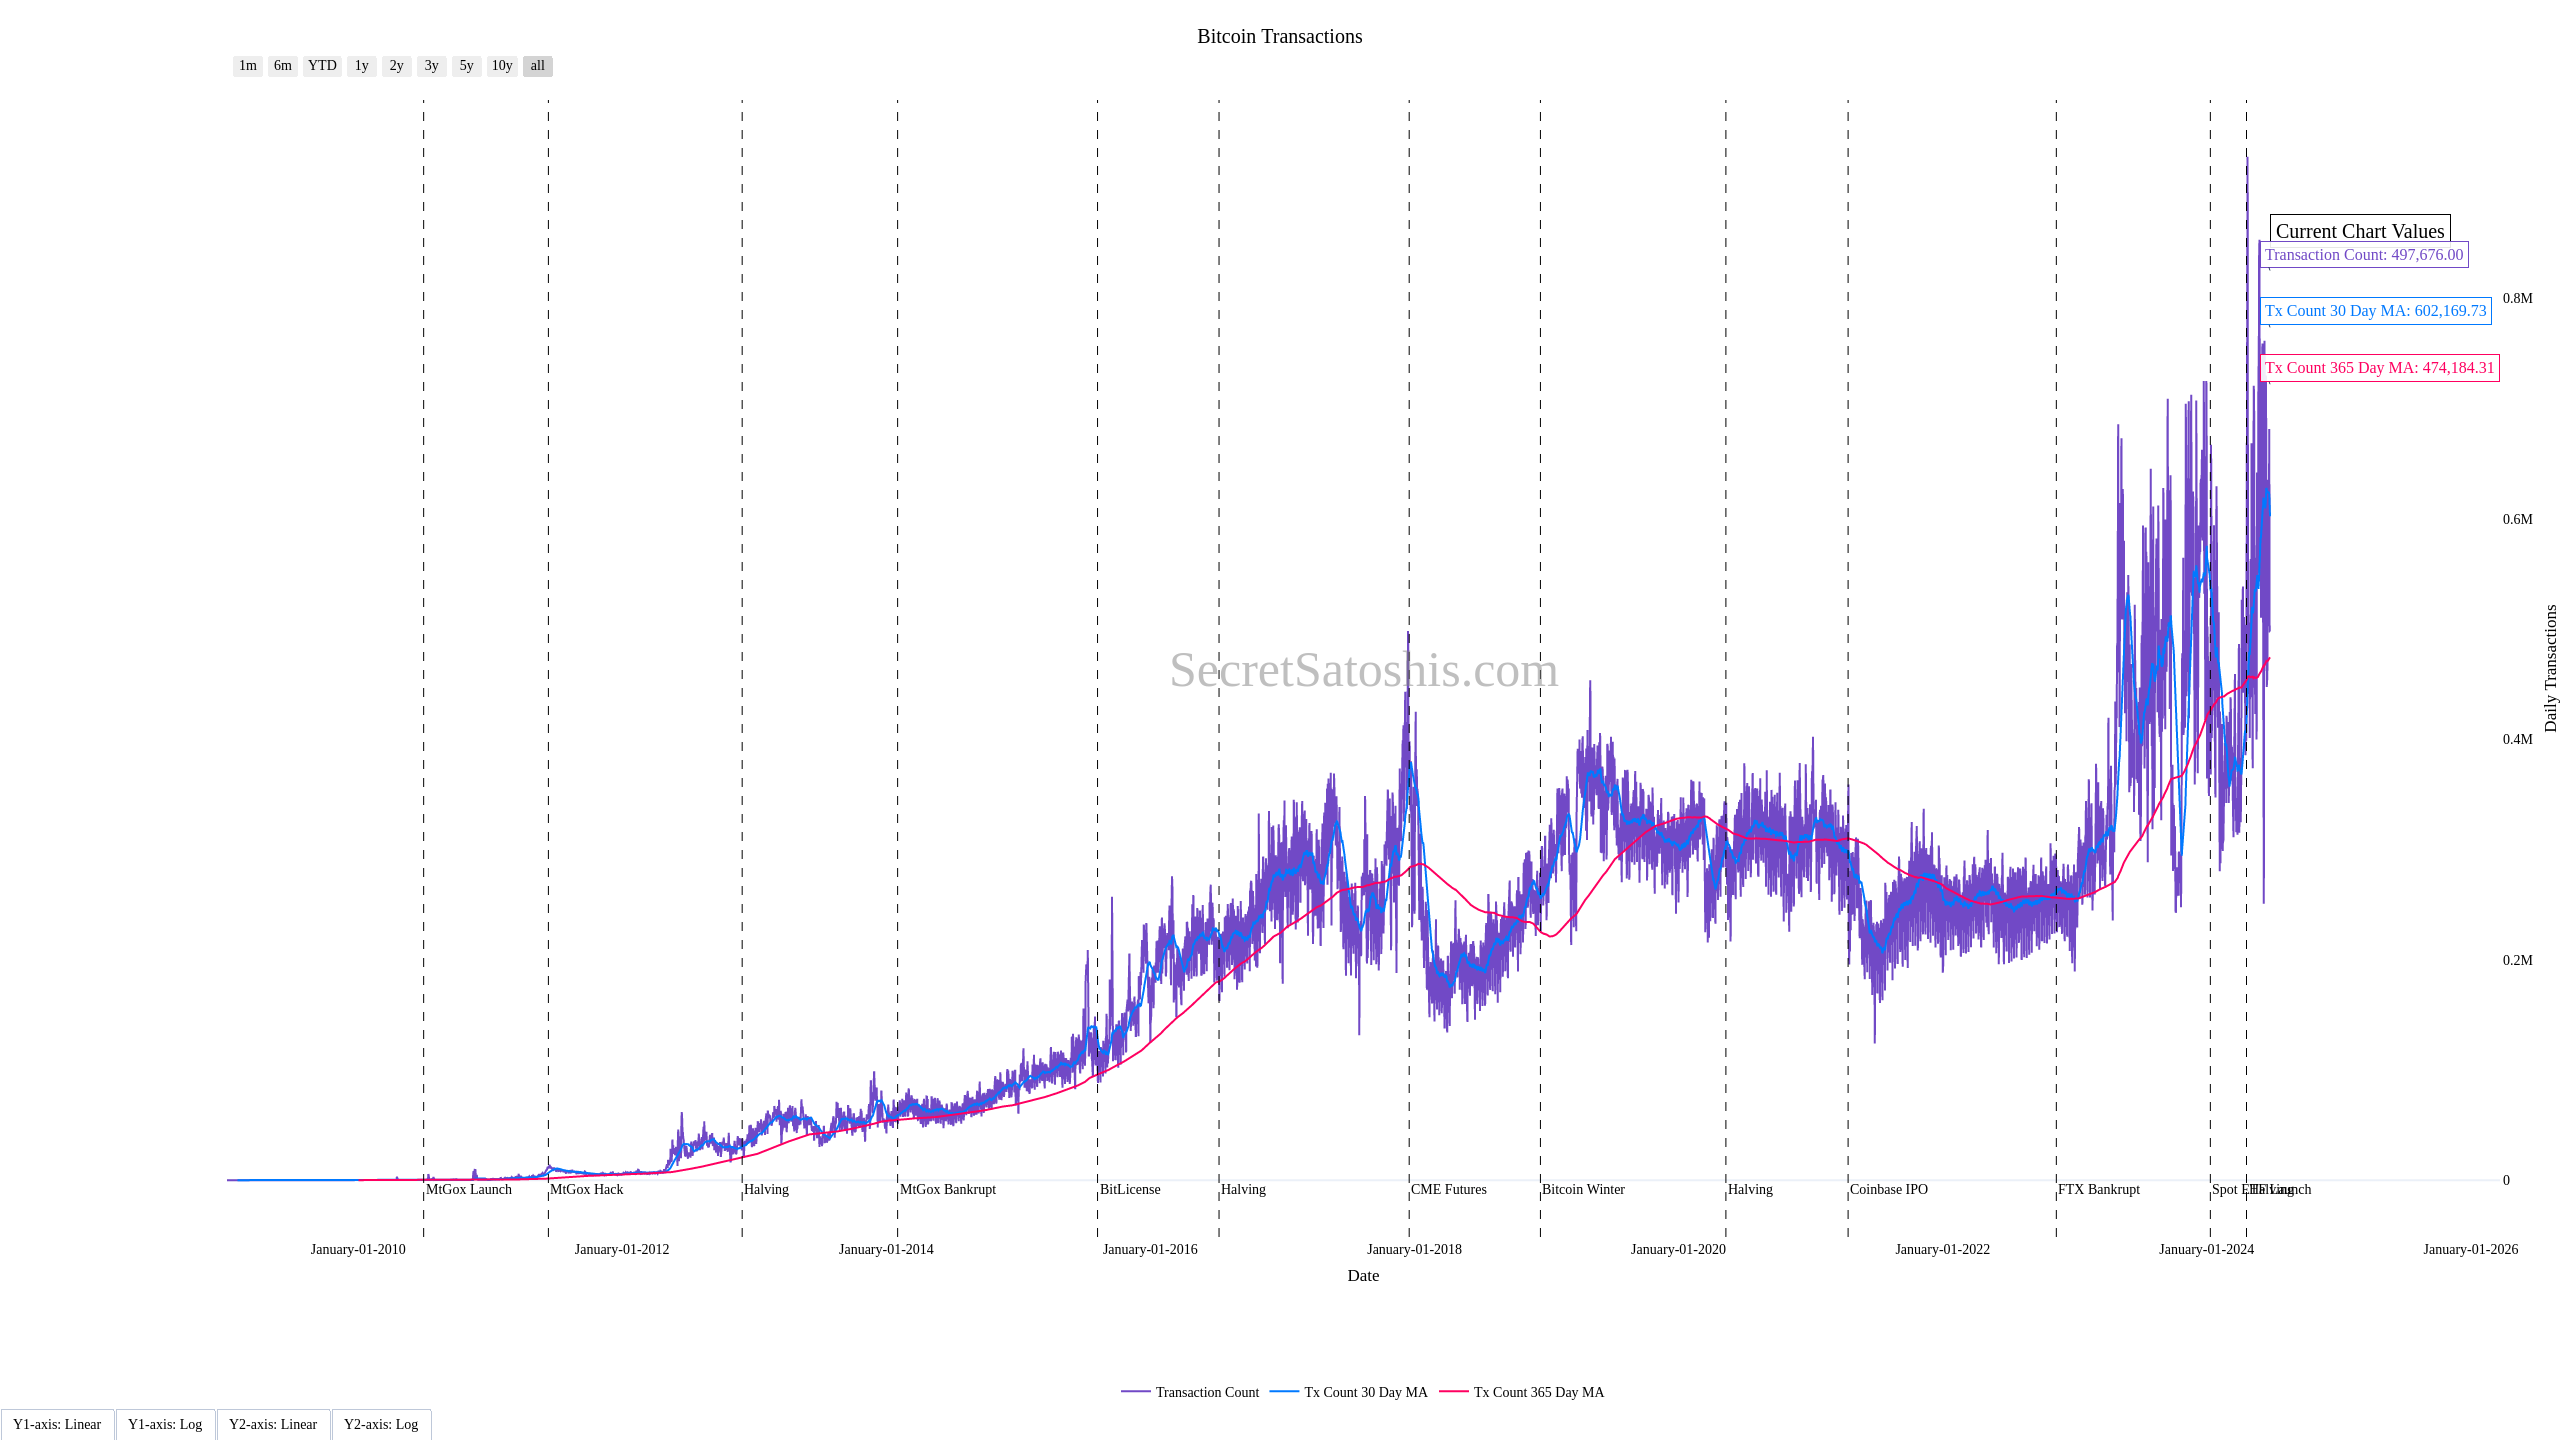 Bitcoin Transactions
1m 6m YTD 1y 2y 3y 5y 10y all
Current Chart Values
Transaction Count: 497,676.00
Tx Count 30 Day MA: 602,169.73
Tx Count 365 Day MA: 474,184.31
0.8M
0.6M
0.4M
0.2M
0
Daily Transactions
SecretSatoshis.com
MtGox Launch MtGox Hack Halving MtGox Bankrupt BitLicense Halving CME Futures Bitcoin Winter Halving Coinbase IPO FTX Bankrupt Spot ETF Launch Halving
January-01-2010 January-01-2012 January-01-2014 January-01-2016 January-01-2018 January-01-2020 January-01-2022 January-01-2024 January-01-2026
Date
Transaction Count Tx Count 30 Day MA Tx Count 365 Day MA
Y1-axis: Linear Y1-axis: Log Y2-axis: Linear Y2-axis: Log